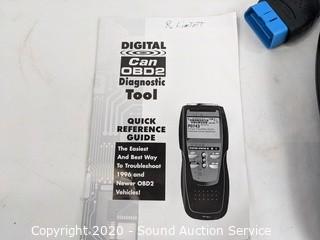 DIGITAL
Can
OBD2
Diagnostic
Tool
QUICK
REFERENCE
GUIDE
The Easiest
And Best Way
To Troubleshoot
1996 and
Newer OBD2
Vehicles!
Copyright 2020 - Sound Auction Service